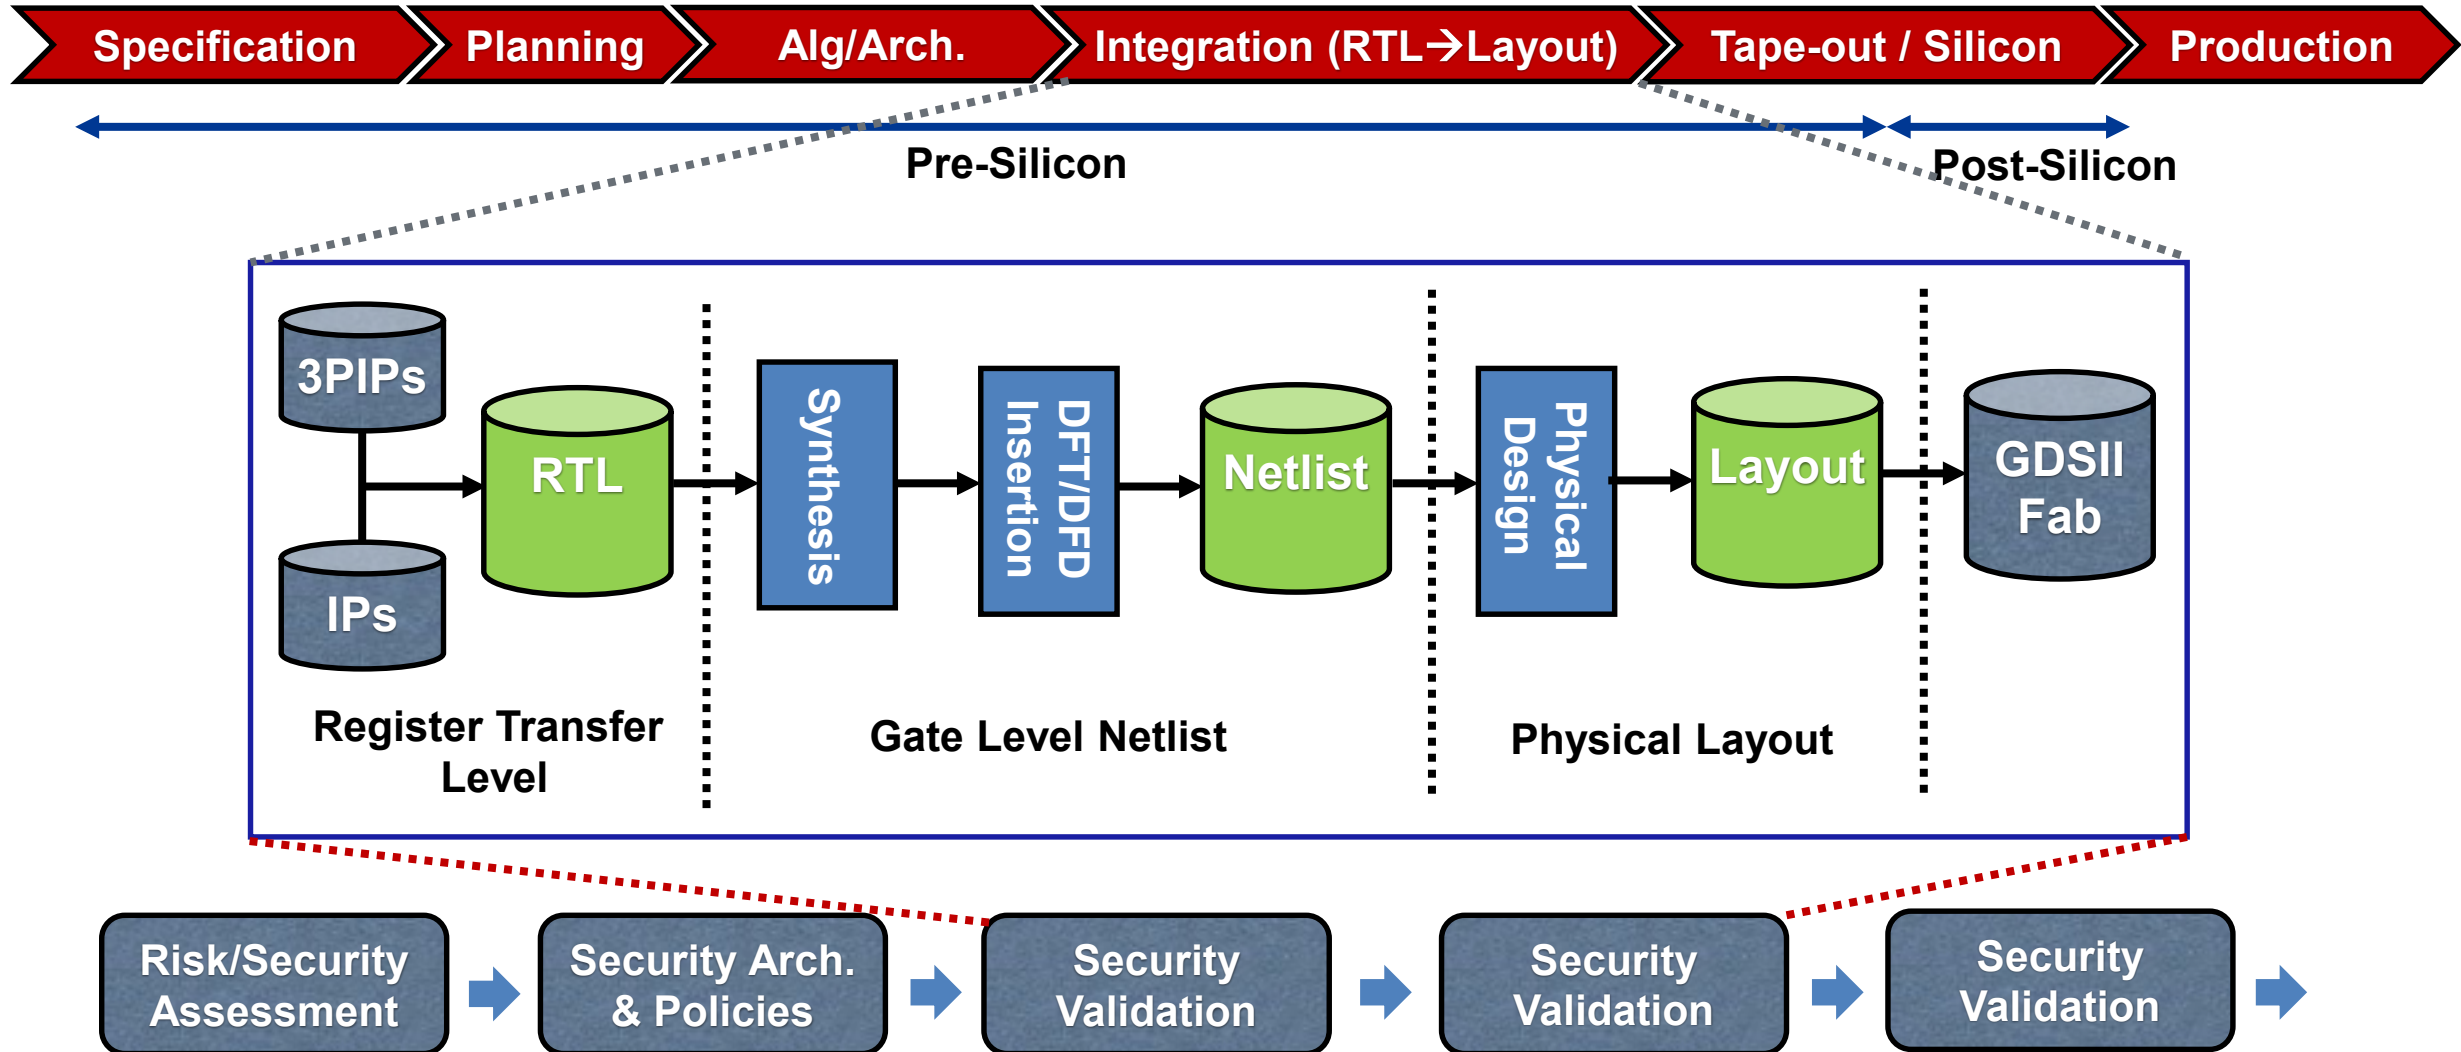 Specification
Planning
Alg/Arch.
Integration (RTL→Layout)
Tape-out / Silicon
Production
Pre-Silicon
Post-Silicon
3PIPs
IPs
RTL
Synthesis
DFT/DFD
Insertion
Netlist
Physical
Design
Layout
GDSII
Fab
Register Transfer
Level
Gate Level Netlist
Physical Layout
Risk/Security
Assessment
Security Arch.
& Policies
Security
Validation
Security
Validation
Security
Validation